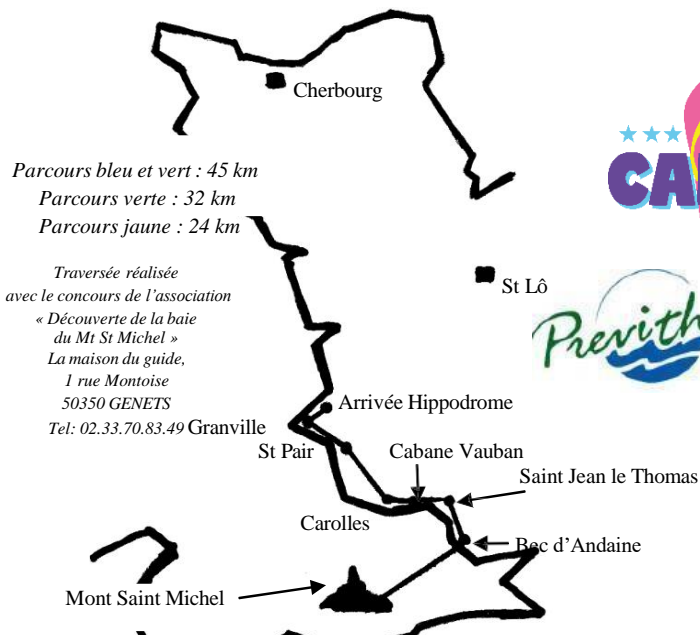 Cherbourg
Parcours bleu et vert : 45 km
Parcours verte : 32 km
Parcours jaune : 24 km
Traversée réalisée
avec le concours de l’association
« Découverte de la baie
du Mt St Michel »
La maison du guide,
1 rue Montoise
50350 GENETS
Tel: 02.33.70.83.49
St Lô
Arrivée Hippodrome
Granville
St Pair
Cabane Vauban
Saint Jean le Thomas
Carolles
Bec d’Andaine
Mont Saint Michel
CA
Previth